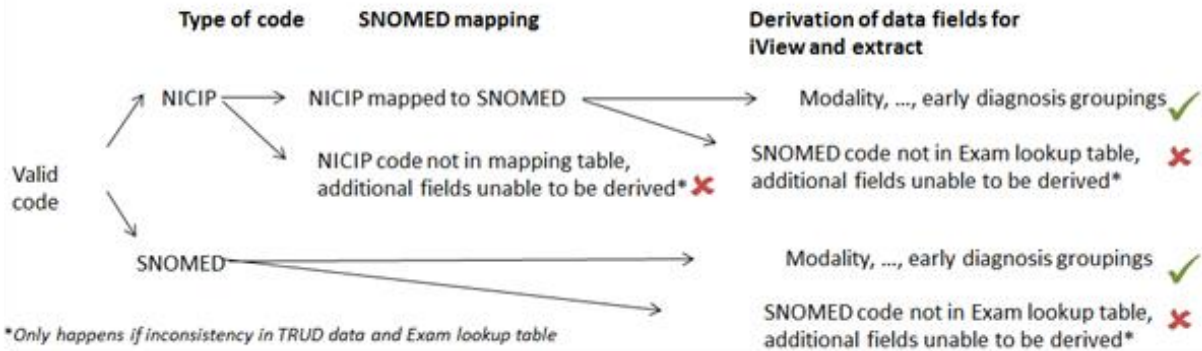 Type of code
SNOMED mapping
Derivation of data fields for
iView and extract
NICIP
NICIP mapped to SNOMED
Modality, ..., early diagnosis groupings
Valid
code
NICIP code not in mapping table,
additional fields unable to be derived*
SNOMED code not in Exam lookup table,
additional fields unable to be derived*
SNOMED
Modality, ..., early diagnosis groupings
SNOMED code not in Exam lookup table,
additional fields unable to be derived*
*Only happens if inconsistency in TRUD data and Exam lookup table